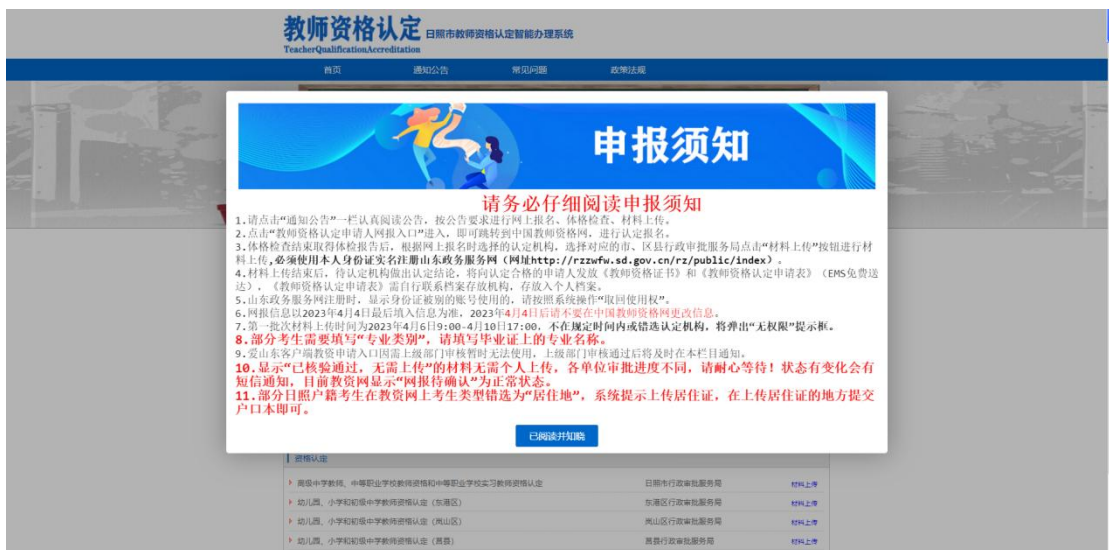 教师资格认定 日照市教师资格认定智能办理系统
TeacherQualificationAccreditation
首页 通知公告 常见问题 政策法规
申报须知
请务必仔细阅读申报须知
1.请点击“通知公告”一栏认真阅读公告，按公告要求进行网上报名、体格检查、材料上传。
2.点击“教师资格认定申请人网报入口”进入，即可跳转到中国教师资格网，进行认定报名。
3.体格检查结束取得体检报告后，根据网上报名时选择的认定机构，选择对应的市、区县行政审批服务局点击“材料上传”按钮进行材
料上传,必须使用本人身份证实名注册山东政务服务网（网址http://rzzwfw.sd.gov.cn/rz/public/index）。
4.材料上传结束后，待认定机构做出认定结论，将向认定合格的申请人发放《教师资格证书》和《教师资格认定申请表》（EMS免费送
达），《教师资格认定申请表》需自行联系档案存放机构，存放入个人档案。
5.山东政务服务网注册时，显示身份证被别的账号使用的，请按照系统操作“取回使用权”。
6.网报信息以2023年4月4日最后填入信息为准，2023年4月4日后请不要在中国教师资格网更改信息。
7.第一批次材料上传时间为2023年4月6日9:00-4月10日17:00，不在规定时间内或错选认定机构，将弹出“无权限”提示框。
8.部分考生需要填写“专业类别”，请填写毕业证上的专业名称。
9.爱山东客户端教资申请入口因需上级部门审核暂时无法使用，上级部门审核通过后将及时在本栏目通知。
10.显示“已核验通过，无需上传”的材料无需个人上传，各单位审批进度不同，请耐心等待！状态有变化会有
短信通知，目前教资网显示“网报待确认”为正常状态。
11.部分日照户籍考生在教资网上考生类型错选为“居住地”，系统提示上传居住证，在上传居住证的地方提交
户口本即可。
已阅读并知晓
资格认定
高级中学教师、中等职业学校教师资格和中等职业学校实习教师资格认定 日照市行政审批服务局 材料上传
幼儿园、小学和初级中学教师资格认定（东港区） 东港区行政审批服务局 材料上传
幼儿园、小学和初级中学教师资格认定（岚山区） 岚山区行政审批服务局 材料上传
幼儿园、小学和初级中学教师资格认定（莒县） 莒县行政审批服务局 材料上传